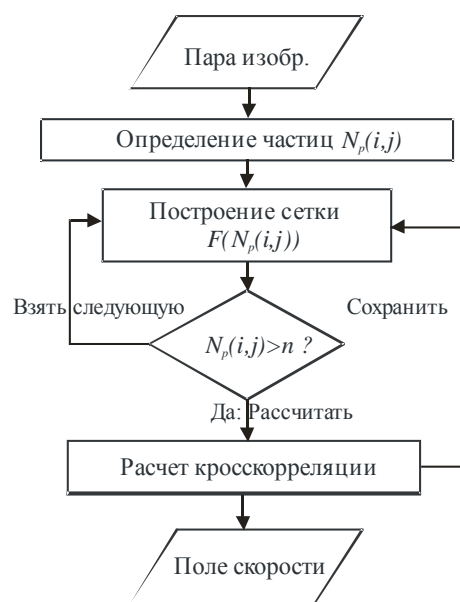 Пара изобр.
Определение частиц N_p(i,j)
Построение сетки
F(N_p(i,j))
Взять следующую
Сохранить
N_p(i,j)>n ?
Да: Рассчитать
Расчет кросскорреляции
Поле скорости